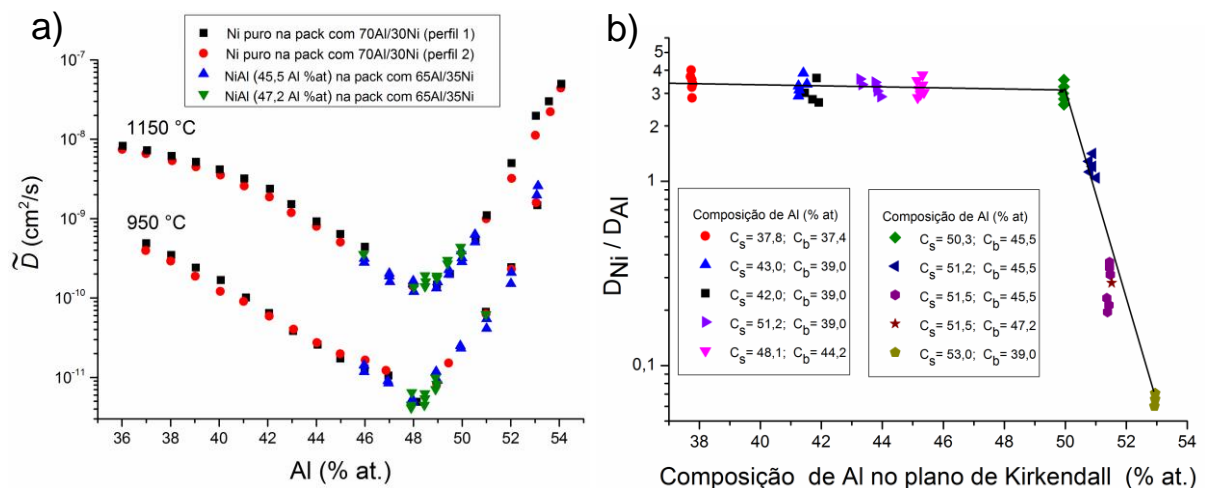 a)
Ni puro na pack com 70Al/30Ni (perfil 1)
Ni puro na pack com 70Al/30Ni (perfil 2)
NiAl (45,5 Al %at) na pack com 65Al/35Ni
NiAl (47,2 Al %at) na pack com 65Al/35Ni
10⁻⁷
10⁻⁸
10⁻⁹
10⁻¹⁰
10⁻¹¹
D̃ (cm²/s)
1150 °C
950 °C
36 38 40 42 44 46 48 50 52 54
Al (% at.)
b)
5
4
3
2
1
0,1
D_Ni / D_Al
Composição de Al (% at)
C_s= 37,8; C_b= 37,4
C_s= 43,0; C_b= 39,0
C_s= 42,0; C_b= 39,0
C_s= 51,2; C_b= 39,0
C_s= 48,1; C_b= 44,2
Composição de Al (% at)
C_s= 50,3; C_b= 45,5
C_s= 51,2; C_b= 45,5
C_s= 51,5; C_b= 45,5
C_s= 51,5; C_b= 47,2
C_s= 53,0; C_b= 39,0
38 40 42 44 46 48 50 52 54
Composição de Al no plano de Kirkendall (% at)